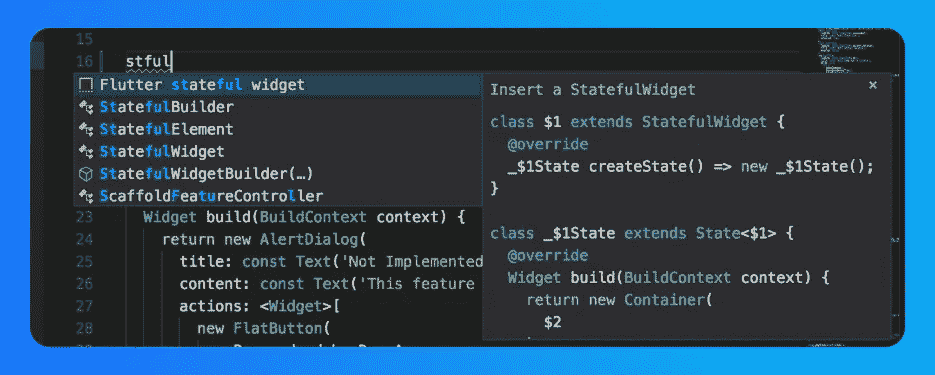 15
16 stful
Flutter stateful widget
StatefulBuilder
StatefulElement
StatefulWidget
StatefulWidgetBuilder(…)
ScaffoldFeatureController
23 Widget build(BuildContext context) {
24 return new AlertDialog(
25 title: const Text('Not Implemented
26 content: const Text('This feature
27 actions: <Widget>[
28 new FlatButton(
Insert a StatefulWidget ×
class $1 extends StatefulWidget {
@override
_$1State createState() => new _$1State();
}
class _$1State extends State<$1> {
@override
Widget build(BuildContext context) {
return new Container(
$2